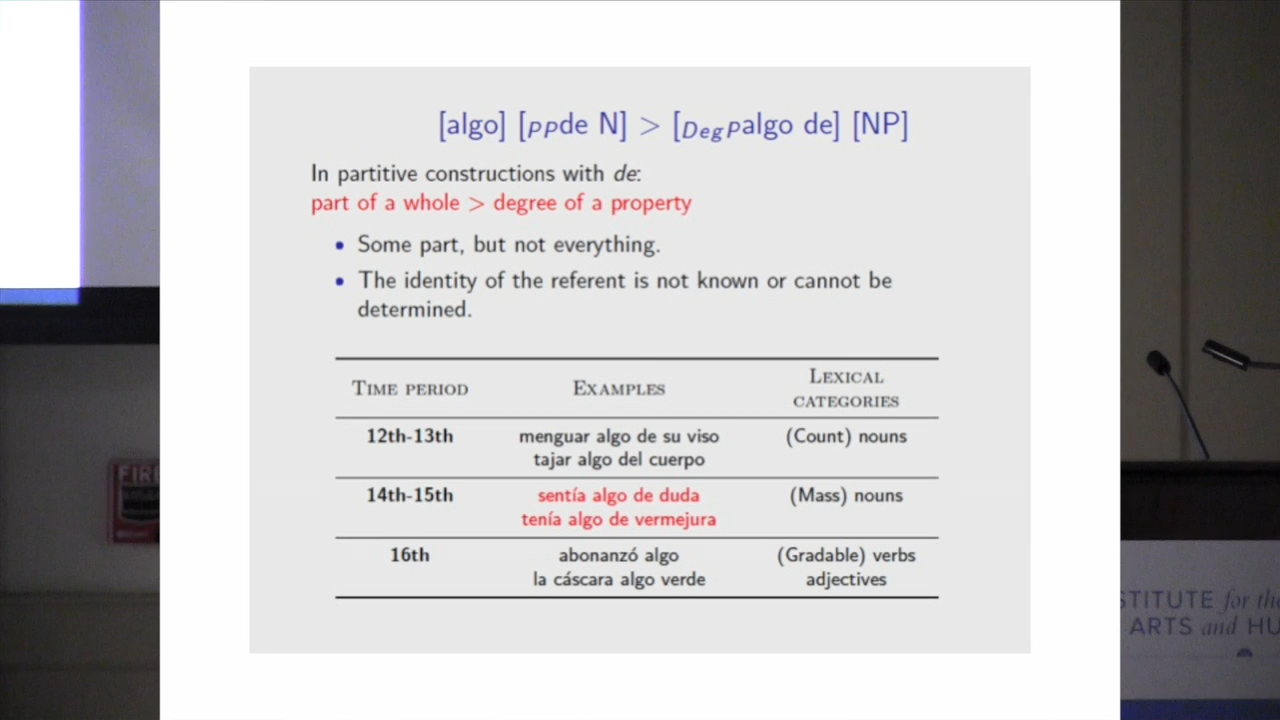 [algo] [PPde N] > [DegPalgo de] [NP]
In partitive constructions with de:
part of a whole > degree of a property
• Some part, but not everything.
• The identity of the referent is not known or cannot be
determined.
TIME PERIOD EXAMPLES LEXICAL CATEGORIES
12th-13th menguar algo de su viso (Count) nouns
tajar algo del cuerpo
14th-15th sentía algo de duda (Mass) nouns
tenía algo de vermejura
16th abonanzó algo (Gradable) verbs
la cáscara algo verde adjectives
FIRE
STITUTE for the
ARTS and HU